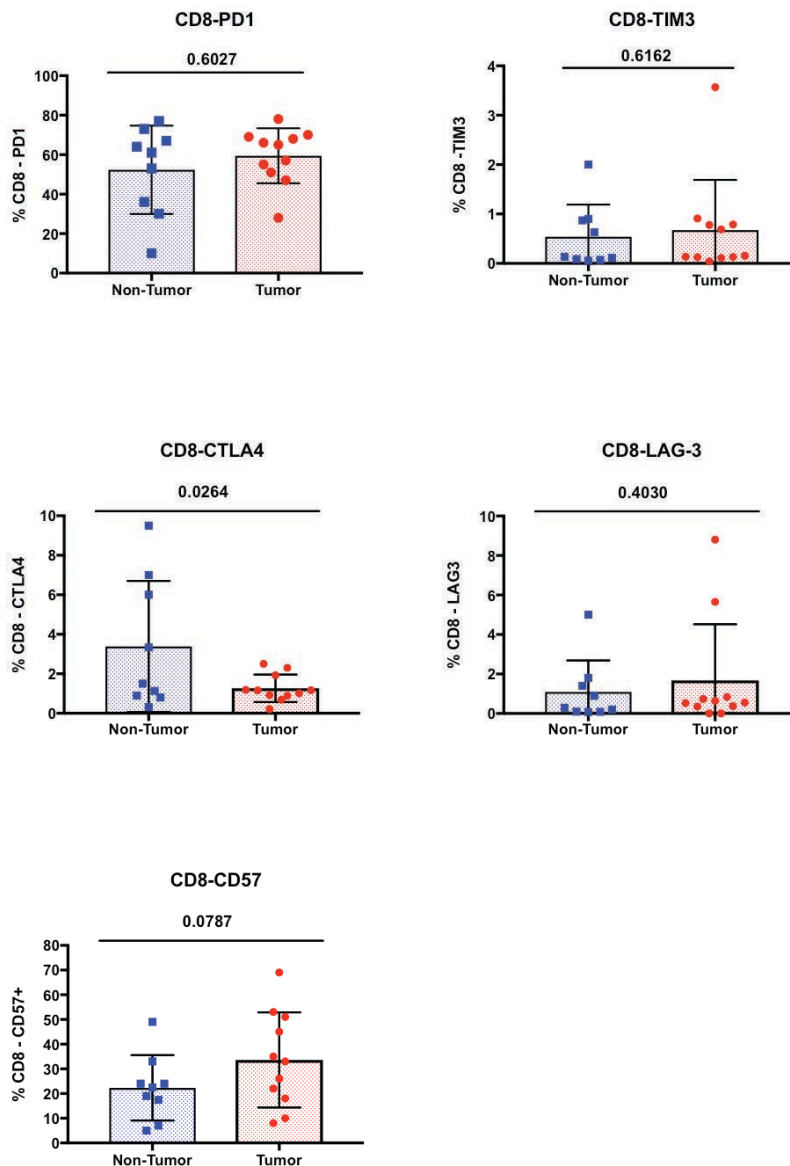 CD8-PD1
0.6027
% CD8 - PD1
100
80
60
40
20
0
Non-Tumor
Tumor
CD8-TIM3
0.6162
% CD8 -TIM3
4
3
2
1
0
Non-Tumor
Tumor
CD8-CTLA4
0.0264
% CD8 - CTLA4
10
8
6
4
2
0
Non-Tumor
Tumor
CD8-LAG-3
0.4030
% CD8 - LAG3
10
8
6
4
2
0
Non-Tumor
Tumor
CD8-CD57
0.0787
% CD8 - CD57+
80
70
60
50
40
30
20
10
0
Non-Tumor
Tumor